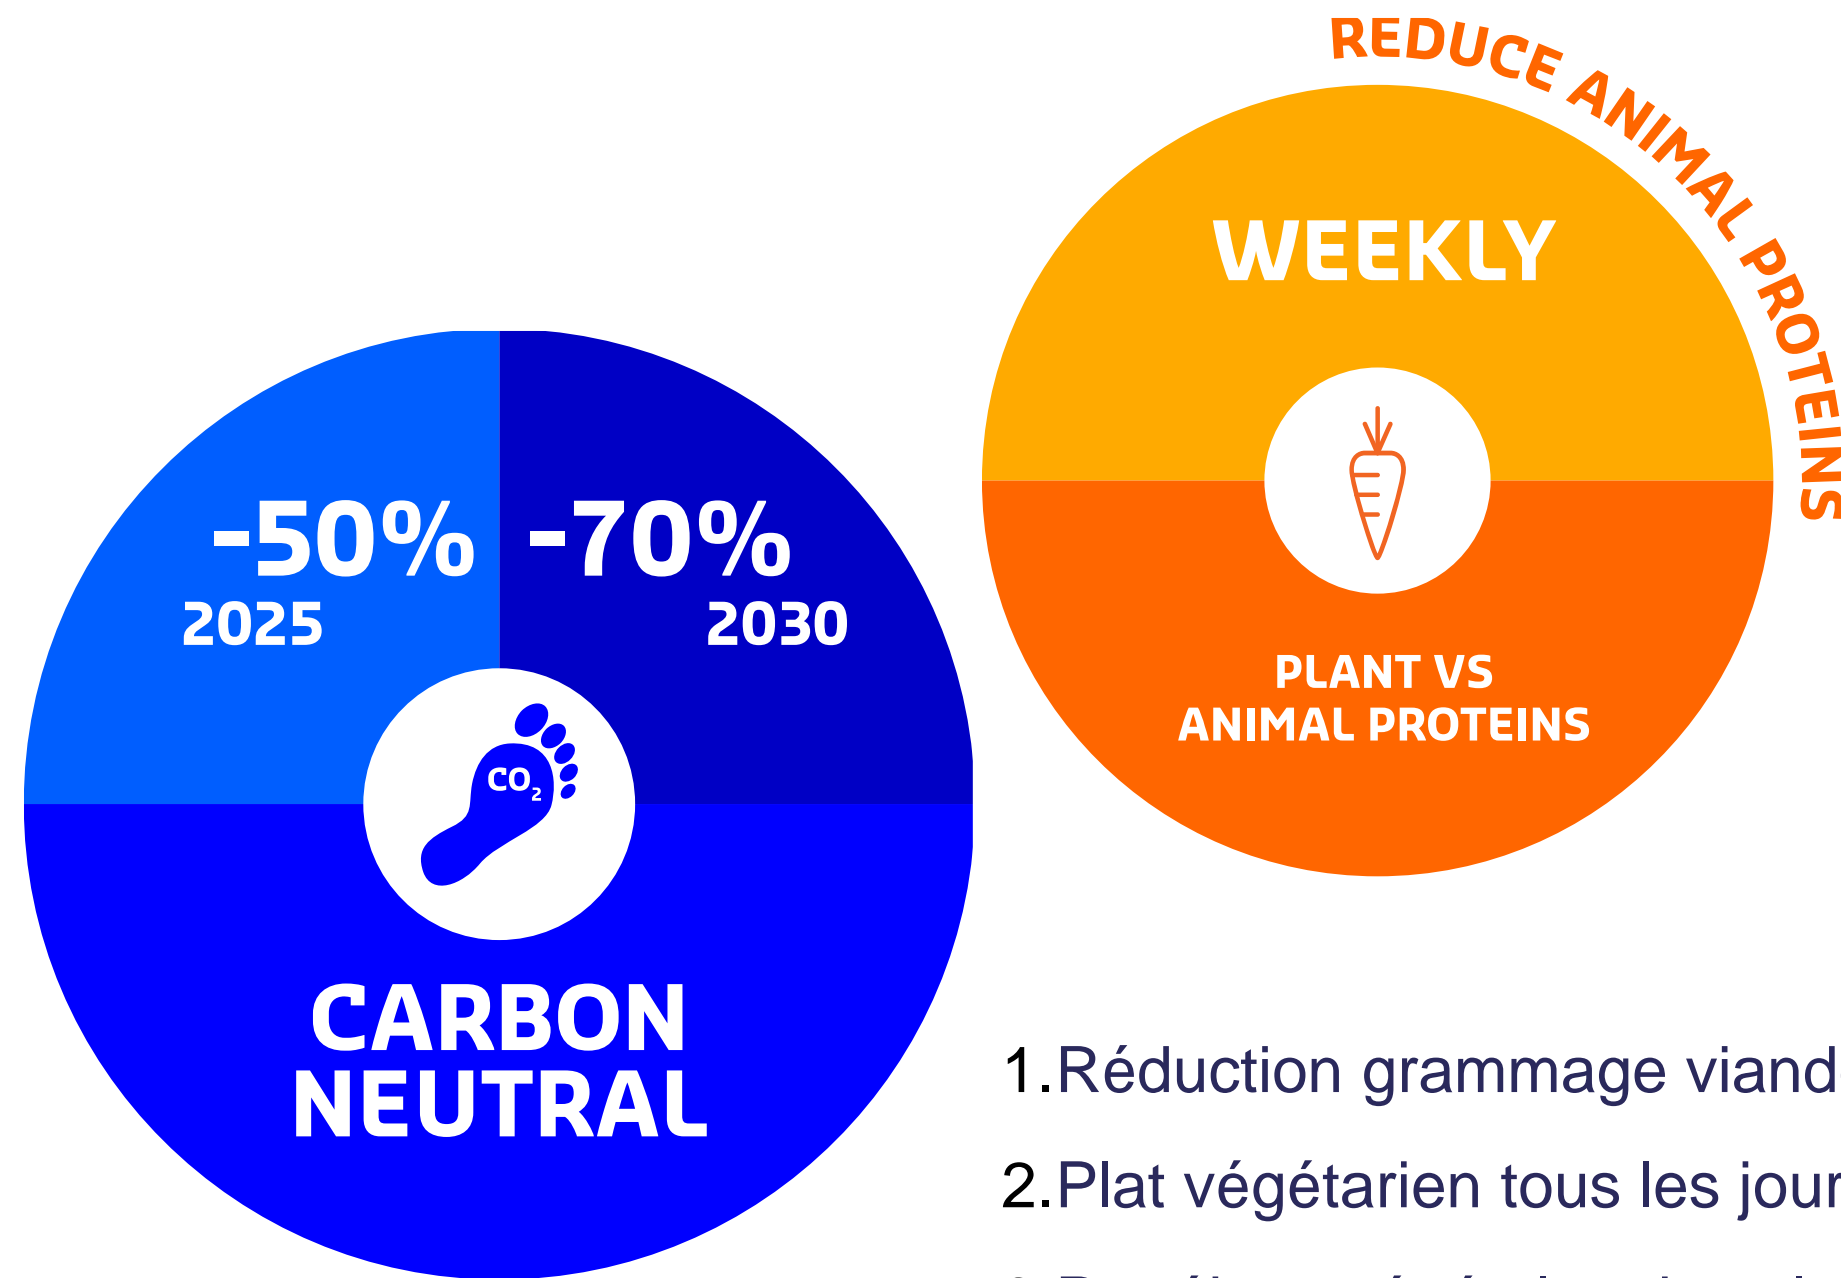 REDUCE ANIMAL PROTEINS
WEEKLY
PLANT VS
ANIMAL PROTEINS
-50%
2025
-70%
2030
CO₂
CARBON
NEUTRAL
1.Réduction grammage viand
2.Plat végétarien tous les jour